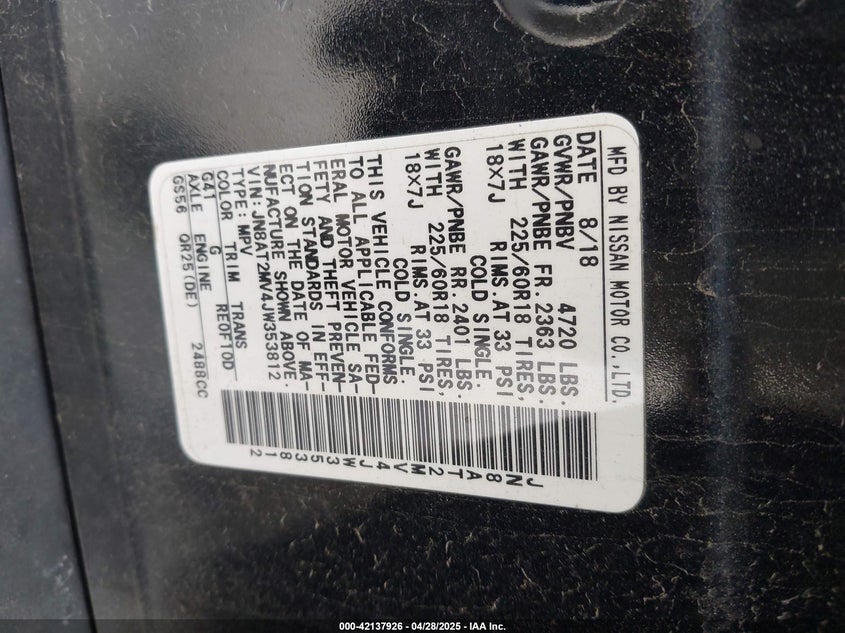 MFD BY NISSAN MOTOR CO.,LTD.
DATE 8/18
GVWR/PNBV 4720 LBS.
GAWR/PNBE FR. 2363 LBS.
WITH 225/60R18 TIRES,
18X7J RIMS.AT 33 PSI
COLD SINGLE.
GAWR/PNBE RR. 2401 LBS.
WITH 225/60R18 TIRES,
18X7J RIMS.AT 33 PSI
COLD SINGLE.
THIS VEHICLE CONFORMS
TO ALL APPLICABLE FED-
ERAL MOTOR VEHICLE SA-
FETY AND THEFT PREVEN-
TION STANDARDS IN EFF-
ECT ON THE DATE OF MA-
NUFACTURE SHOWN ABOVE.
VIN: JN8AT2MV4JW353812
TYPE: MPV
COLOR TRIM TRANS
G41 G RE0F10D
AXLE ENGINE
GS56 QR25(DE) 2488CC
JN8AT2MV4JW353812
000-42137926 - 04/28/2025 - IAA Inc.